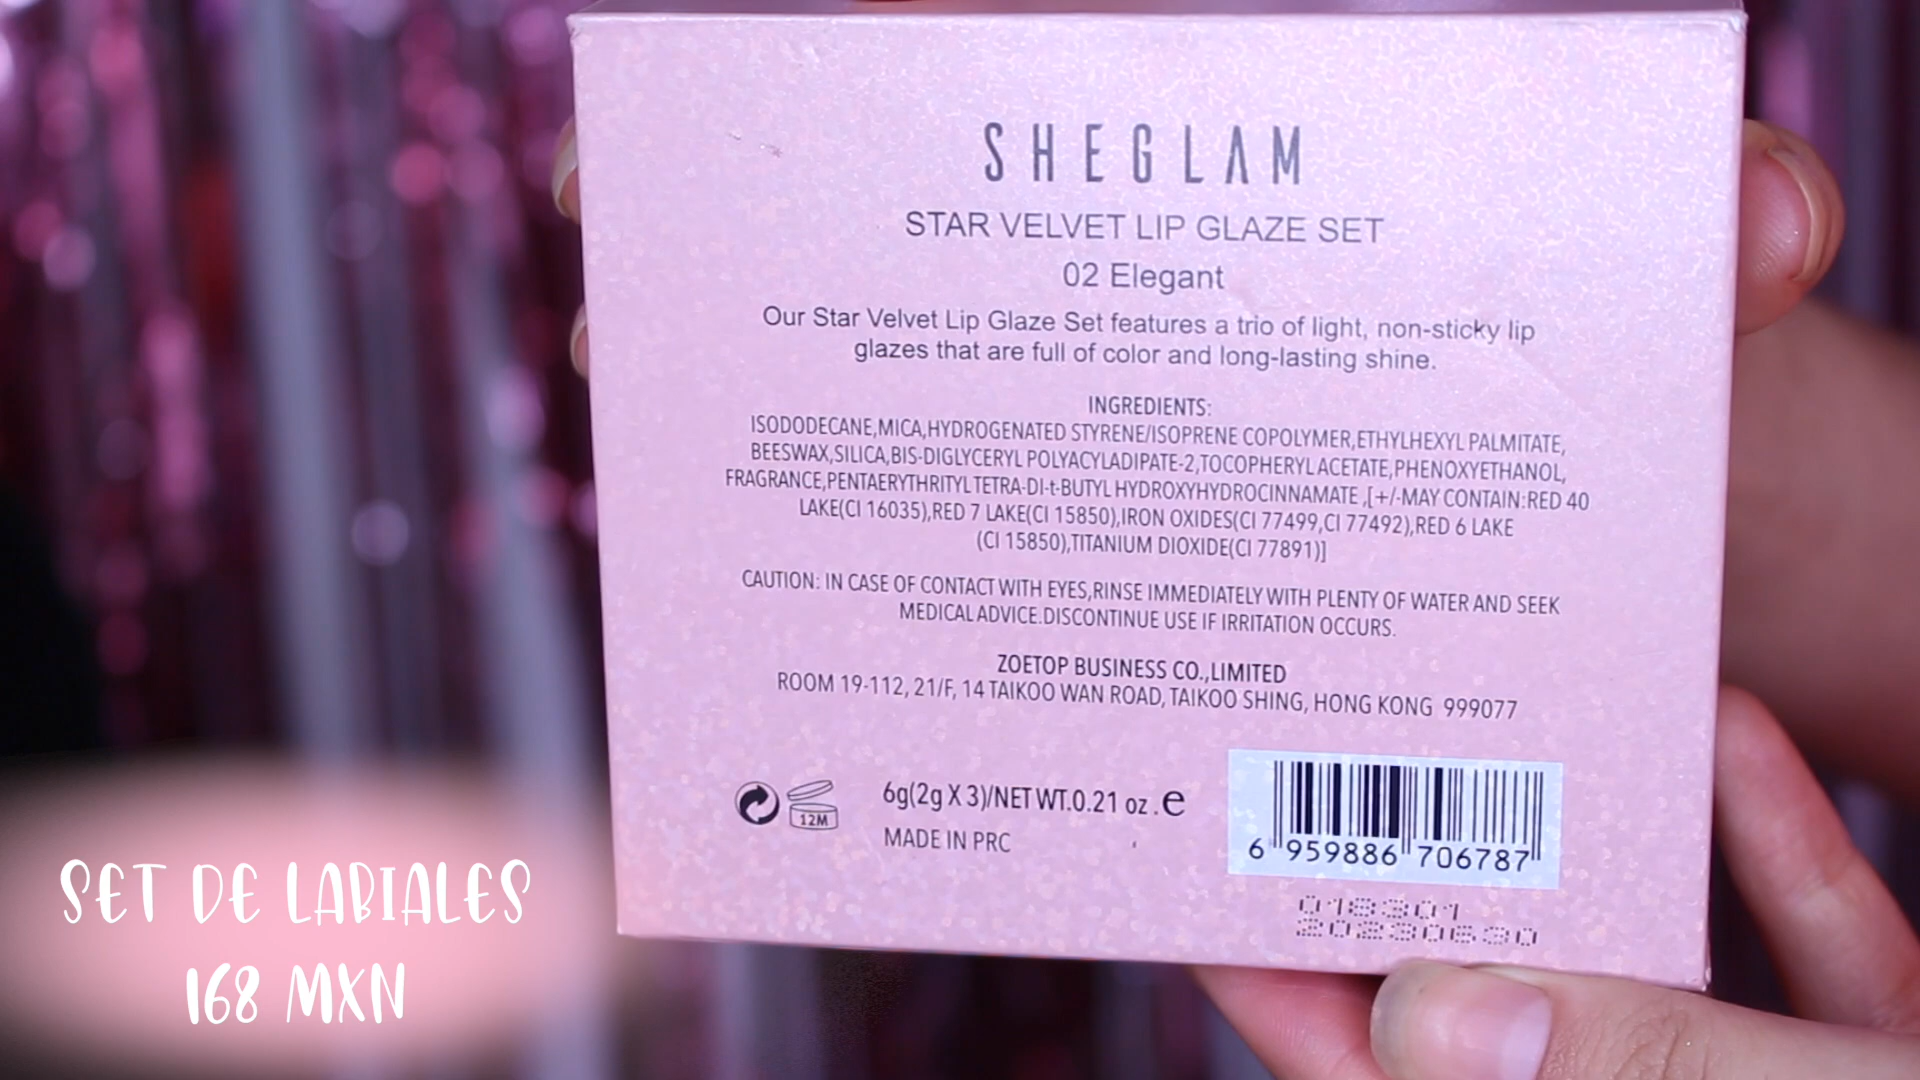 SHEGLAM
STAR VELVET LIP GLAZE SET
02 Elegant
Our Star Velvet Lip Glaze Set features a trio of light, non-sticky lip
glazes that are full of color and long-lasting shine.
INGREDIENTS:
ISODODECANE,MICA,HYDROGENATED STYRENE/ISOPRENE COPOLYMER,ETHYLHEXYL PALMITATE,
BEESWAX,SILICA,BIS-DIGLYCERYL POLYACYLADIPATE-2,TOCOPHERYL ACETATE,PHENOXYETHANOL,
FRAGRANCE,PENTAERYTHRITYL TETRA-DI-t-BUTYL HYDROXYHYDROCINNAMATE ,[+/-MAY CONTAIN:RED 40
LAKE(CI 16035),RED 7 LAKE(CI 15850),IRON OXIDES(CI 77499,CI 77492),RED 6 LAKE
(CI 15850),TITANIUM DIOXIDE(CI 77891)]
CAUTION: IN CASE OF CONTACT WITH EYES,RINSE IMMEDIATELY WITH PLENTY OF WATER AND SEEK
MEDICAL ADVICE.DISCONTINUE USE IF IRRITATION OCCURS.
ZOETOP BUSINESS CO.,LIMITED
ROOM 19-112, 21/F, 14 TAIKOO WAN ROAD, TAIKOO SHING, HONG KONG 999077
12M
6g(2g X 3)/NET WT.0.21 oz.e
MADE IN PRC
6 959886 706787
018301
20230630
SET DE LABIALES
168 MXN